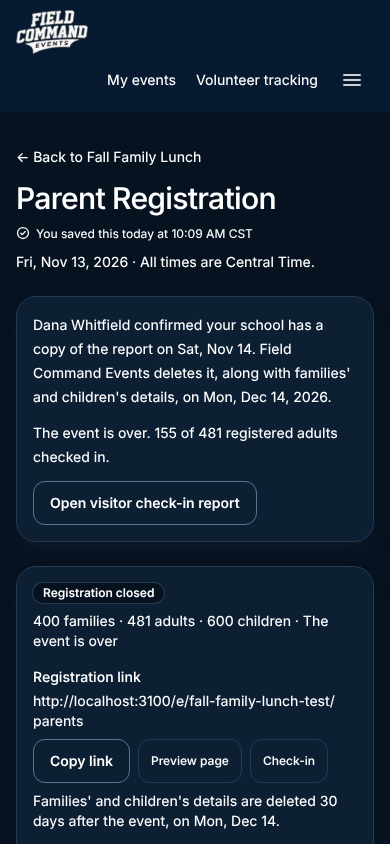 FIELD
COMMAND
EVENTS
My events Volunteer tracking
← Back to Fall Family Lunch
Parent Registration
You saved this today at 10:09 AM CST
Fri, Nov 13, 2026 · All times are Central Time.
Dana Whitfield confirmed your school has a
copy of the report on Sat, Nov 14. Field
Command Events deletes it, along with families'
and children's details, on Mon, Dec 14, 2026.
The event is over. 155 of 481 registered adults
checked in.
Open visitor check-in report
Registration closed
400 families · 481 adults · 600 children · The
event is over
Registration link
http://localhost:3100/e/fall-family-lunch-test/
parents
Copy link Preview page Check-in
Families' and children's details are deleted 30
days after the event, on Mon, Dec 14.